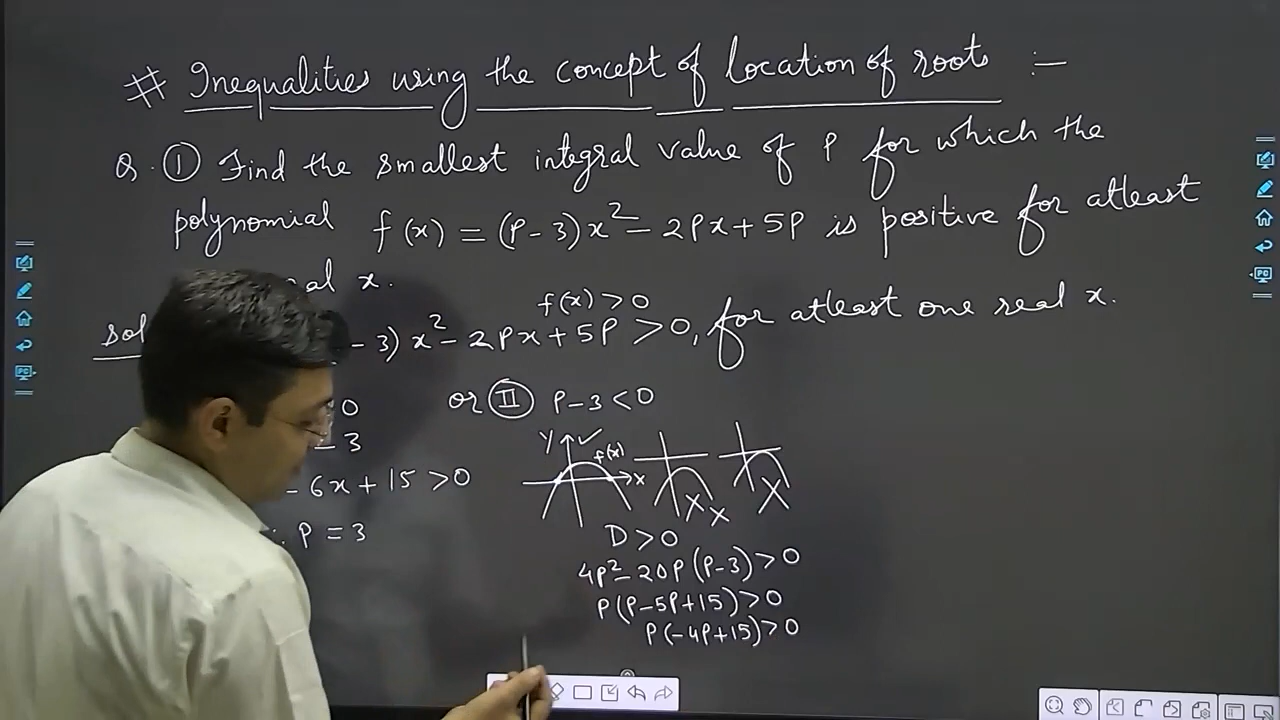 # Inequalities using the concept of location of roots :-
Q. ① Find the smallest integral value of P for which the
polynomial f(x) = (P-3)x² - 2Px + 5P is positive for atleast
x.
f(x) > 0
- 3) x² - 2Px + 5P > 0, for atleast one real x.
or Ⅱ P-3 < 0
0
3
Y ✓ f(x) x
- 6x + 15 > 0
X X X
∴ P = 3
D > 0
4P² - 20P (P-3) > 0
P(P-5P+15) > 0
P(-4P+15) > 0